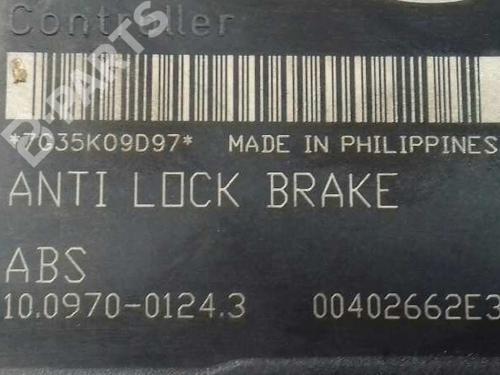 Controller
B-PARTS
*7G35K09D97* MADE IN PHILIPPINES
ANTI LOCK BRAKE
ABS
10.0970-0124.3 00402662E3